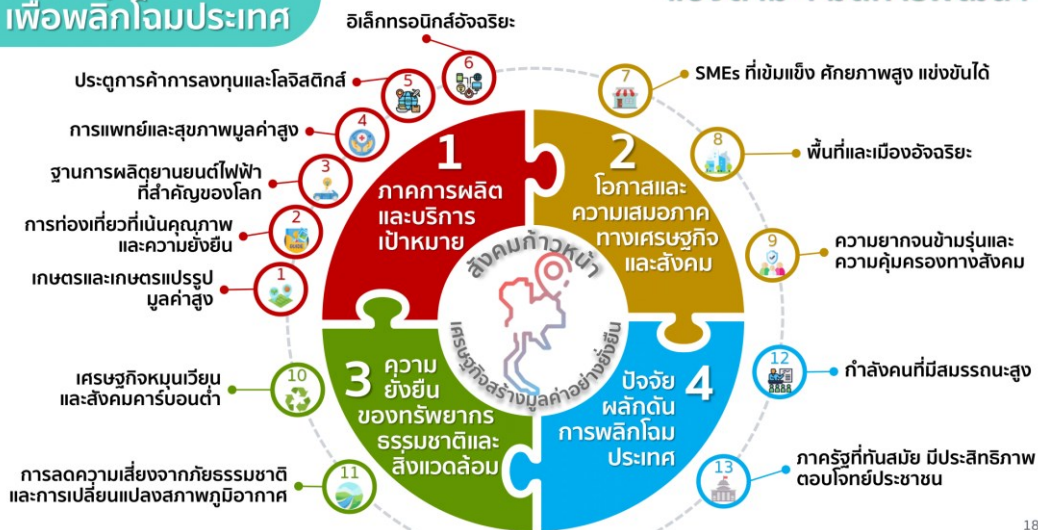 เพื่อพลิกโฉมประเทศ
อิเล็กทรอนิกส์อัจฉริยะ
6
ประตูการค้าการลงทุนและโลจิสติกส์
5
การแพทย์และสุขภาพมูลค่าสูง
4
ฐานการผลิตยานยนต์ไฟฟ้า
ที่สำคัญของโลก
3
การท่องเที่ยวที่เน้นคุณภาพ
และความยั่งยืน
2
เกษตรและเกษตรแปรรูป
มูลค่าสูง
1
1
ภาคการผลิต
และบริการ
เป้าหมาย
2
โอกาสและ
ความเสมอภาค
ทางเศรษฐกิจ
และสังคม
7
SMEs ที่เข้มแข็ง ศักยภาพสูง แข่งขันได้
8
พื้นที่และเมืองอัจฉริยะ
9
ความยากจนข้ามรุ่นและ
ความคุ้มครองทางสังคม
สังคมก้าวหน้า
เศรษฐกิจสร้างมูลค่าอย่างยั่งยืน
เศรษฐกิจหมุนเวียน
และสังคมคาร์บอนต่ำ
10
การลดความเสี่ยงจากภัยธรรมชาติ
และการเปลี่ยนแปลงสภาพภูมิอากาศ
11
3
ความ
ยั่งยืน
ของทรัพยากร
ธรรมชาติและ
สิ่งแวดล้อม
4
ปัจจัย
ผลักดัน
การพลิกโฉม
ประเทศ
12
กำลังคนที่มีสมรรถนะสูง
13
ภาครัฐที่ทันสมัย มีประสิทธิภาพ
ตอบโจทย์ประชาชน
18